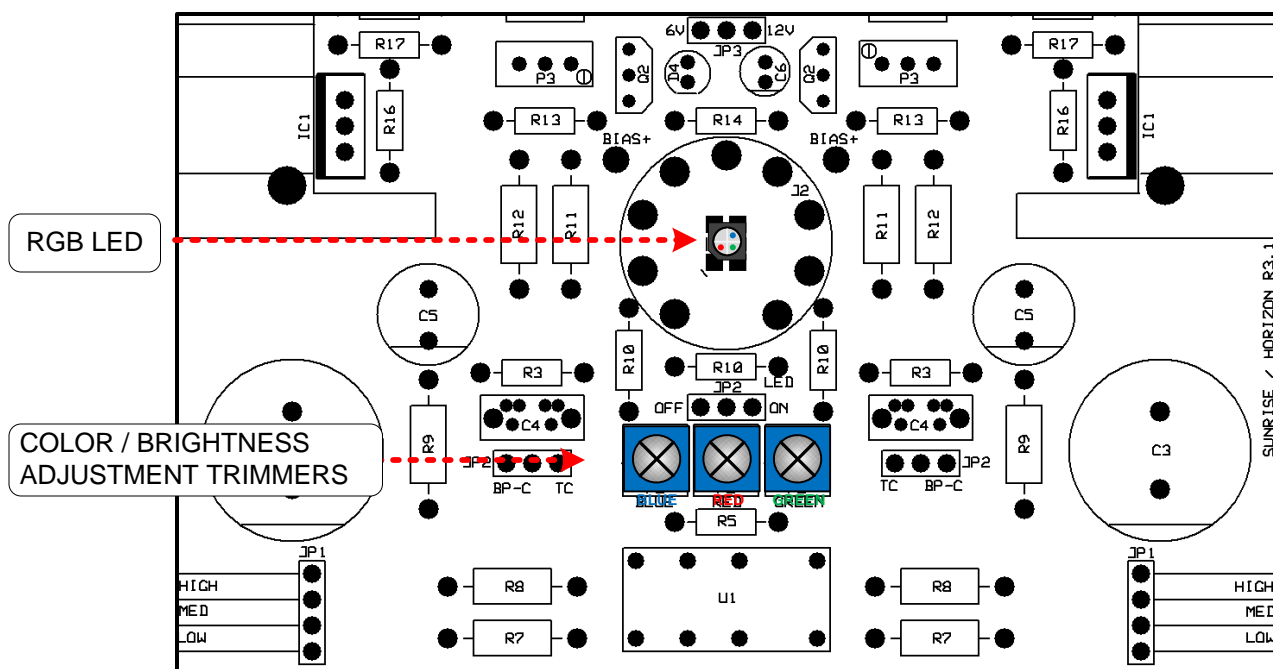 R17
6V
12V
R17
JP3
P3
Q2
D4
C6
Q2
P3
IC1
R16
R13
R14
R13
R16
IC1
BIAS+
BIAS+
J2
R12
R11
R11
R12
RGB LED
C5
C5
SUNRISE / HORIZON R3.1
R10
R10
R3
R10
LED
R3
JP2
OFF
ON
C4
C4
R9
R9
COLOR / BRIGHTNESS
ADJUSTMENT TRIMMERS
C3
JP2
JP2
BP-C
TC
TC
BP-C
BLUE
RED
GREEN
R5
JP1
JP1
HIGH
R8
R8
HIGH
U1
MED
MED
LOW
R7
R7
LOW